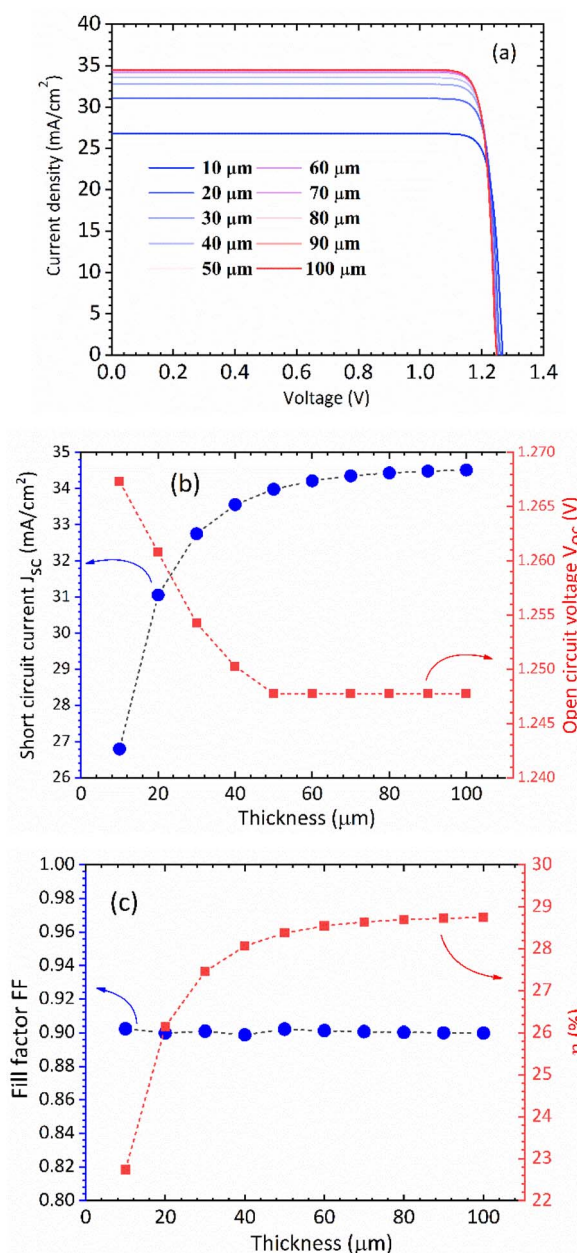 (a)
40
35
30
25
20
15
10
5
0
Current density (mA/cm²)
10 μm 60 μm
20 μm 70 μm
30 μm 80 μm
40 μm 90 μm
50 μm 100 μm
0.0 0.2 0.4 0.6 0.8 1.0 1.2 1.4
Voltage (V)
(b)
35
34
33
32
31
30
29
28
27
26
Short circuit current J_SC (mA/cm²)
1.270
1.265
1.260
1.255
1.250
1.245
1.240
Open circuit voltage V_OC (V)
0 20 40 60 80 100
Thickness (μm)
(c)
1.00
0.98
0.96
0.94
0.92
0.90
0.88
0.86
0.84
0.82
0.80
Fill factor FF
30
29
28
27
26
25
24
23
22
η (%)
0 20 40 60 80 100
Thickness (μm)